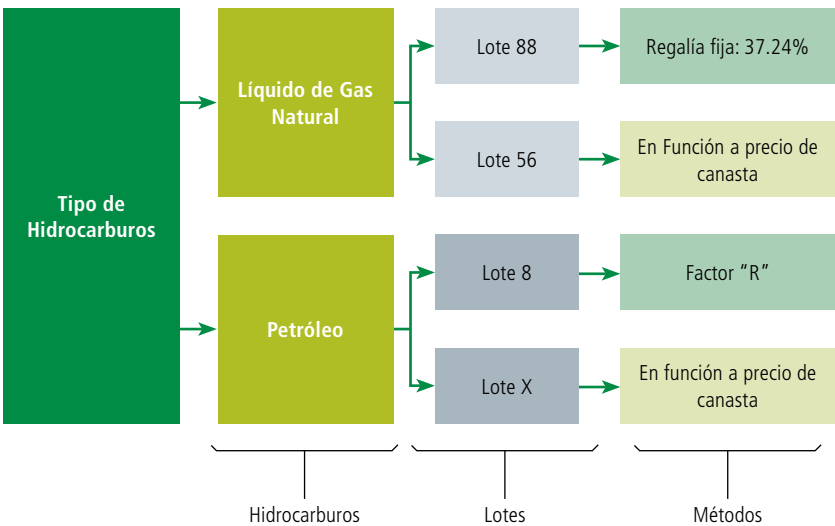 Tipo de
Hidrocarburos
Líquido de Gas
Natural
Lote 88
Regalía fija: 37.24%
Lote 56
En Función a precio de
canasta
Petróleo
Lote 8
Factor “R”
Lote X
En función a precio de
canasta
Hidrocarburos
Lotes
Métodos